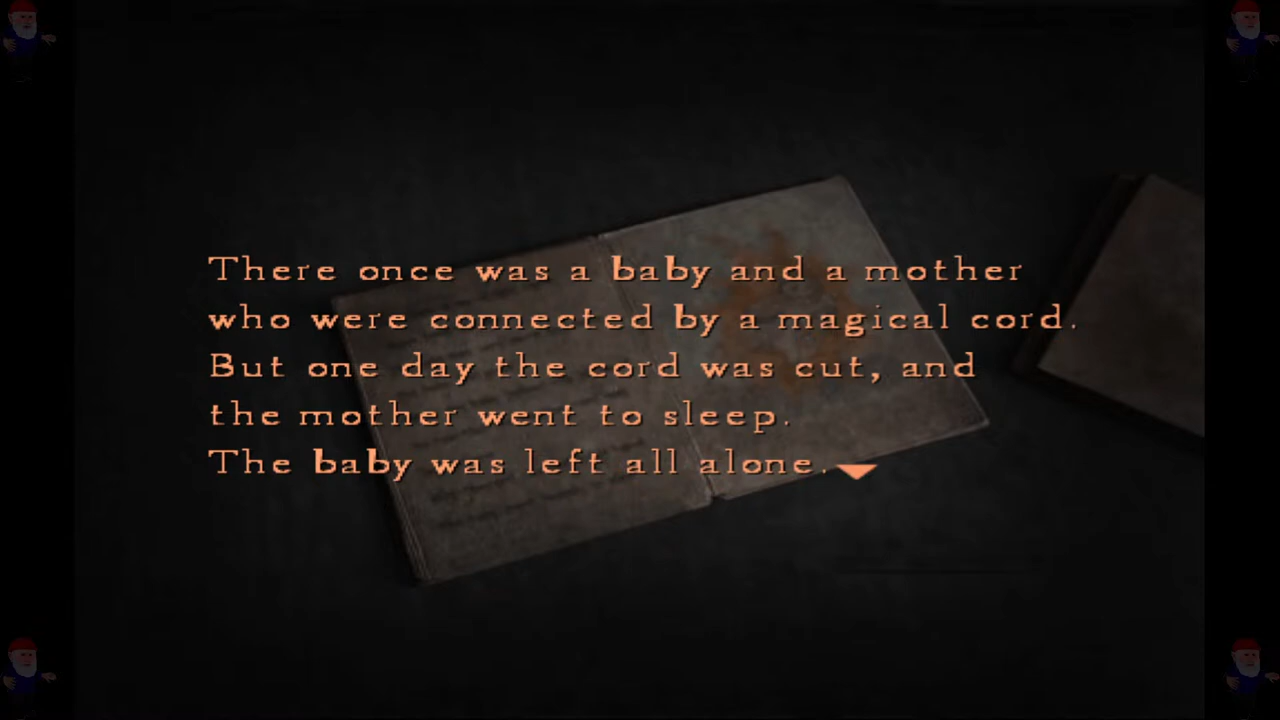 There once was a baby and a mother
who were connected by a magical cord.
But one day the cord was cut, and
the mother went to sleep.
The baby was left all alone.